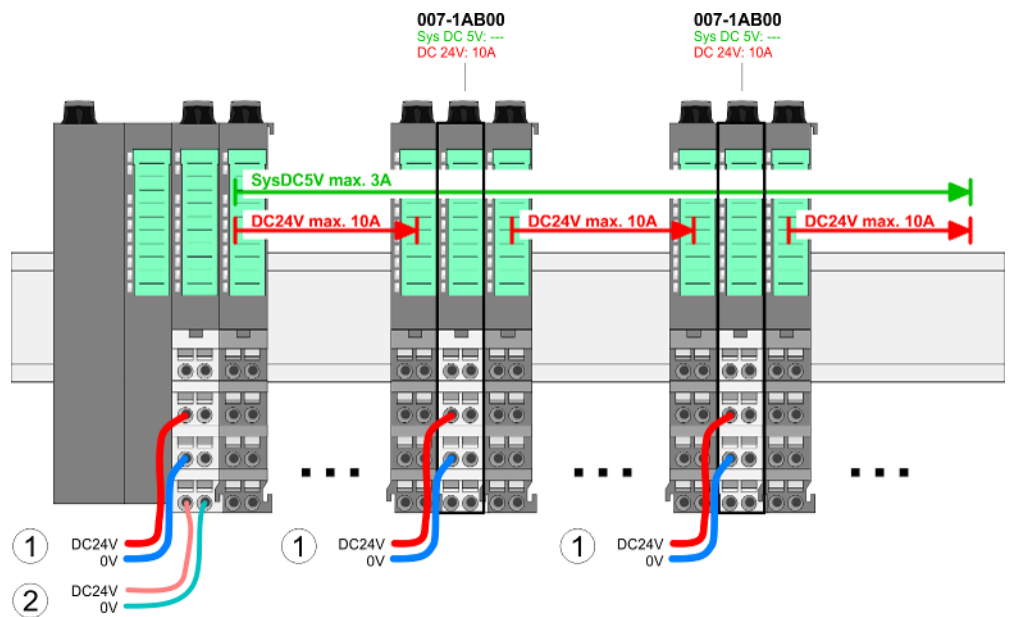 007-1AB00
Sys DC 5V: ---
DC 24V: 10A
007-1AB00
Sys DC 5V: ---
DC 24V: 10A
SysDC5V max. 3A
DC24V max. 10A
DC24V max. 10A
DC24V max. 10A
1
DC24V
0V
2
DC24V
0V
1
DC24V
0V
1
DC24V
0V